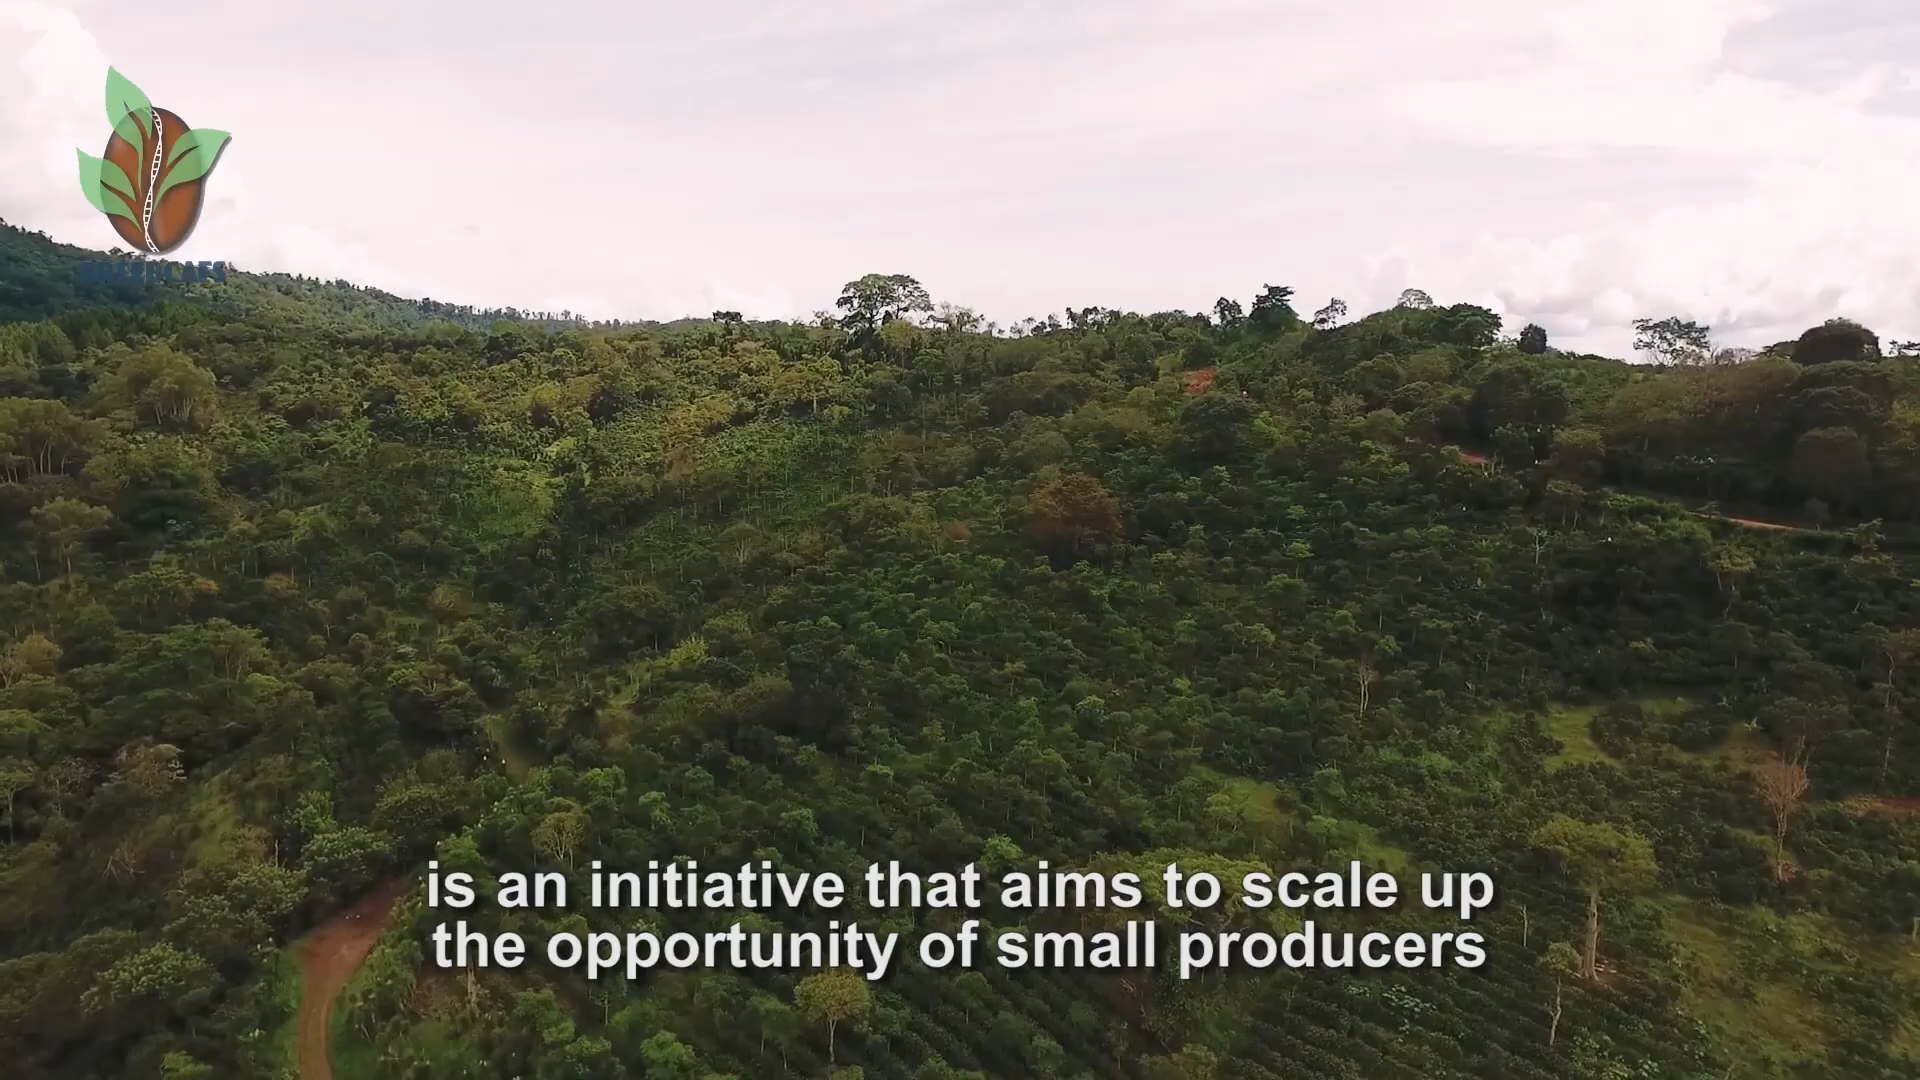 is an initiative that aims to scale up
the opportunity of small producers